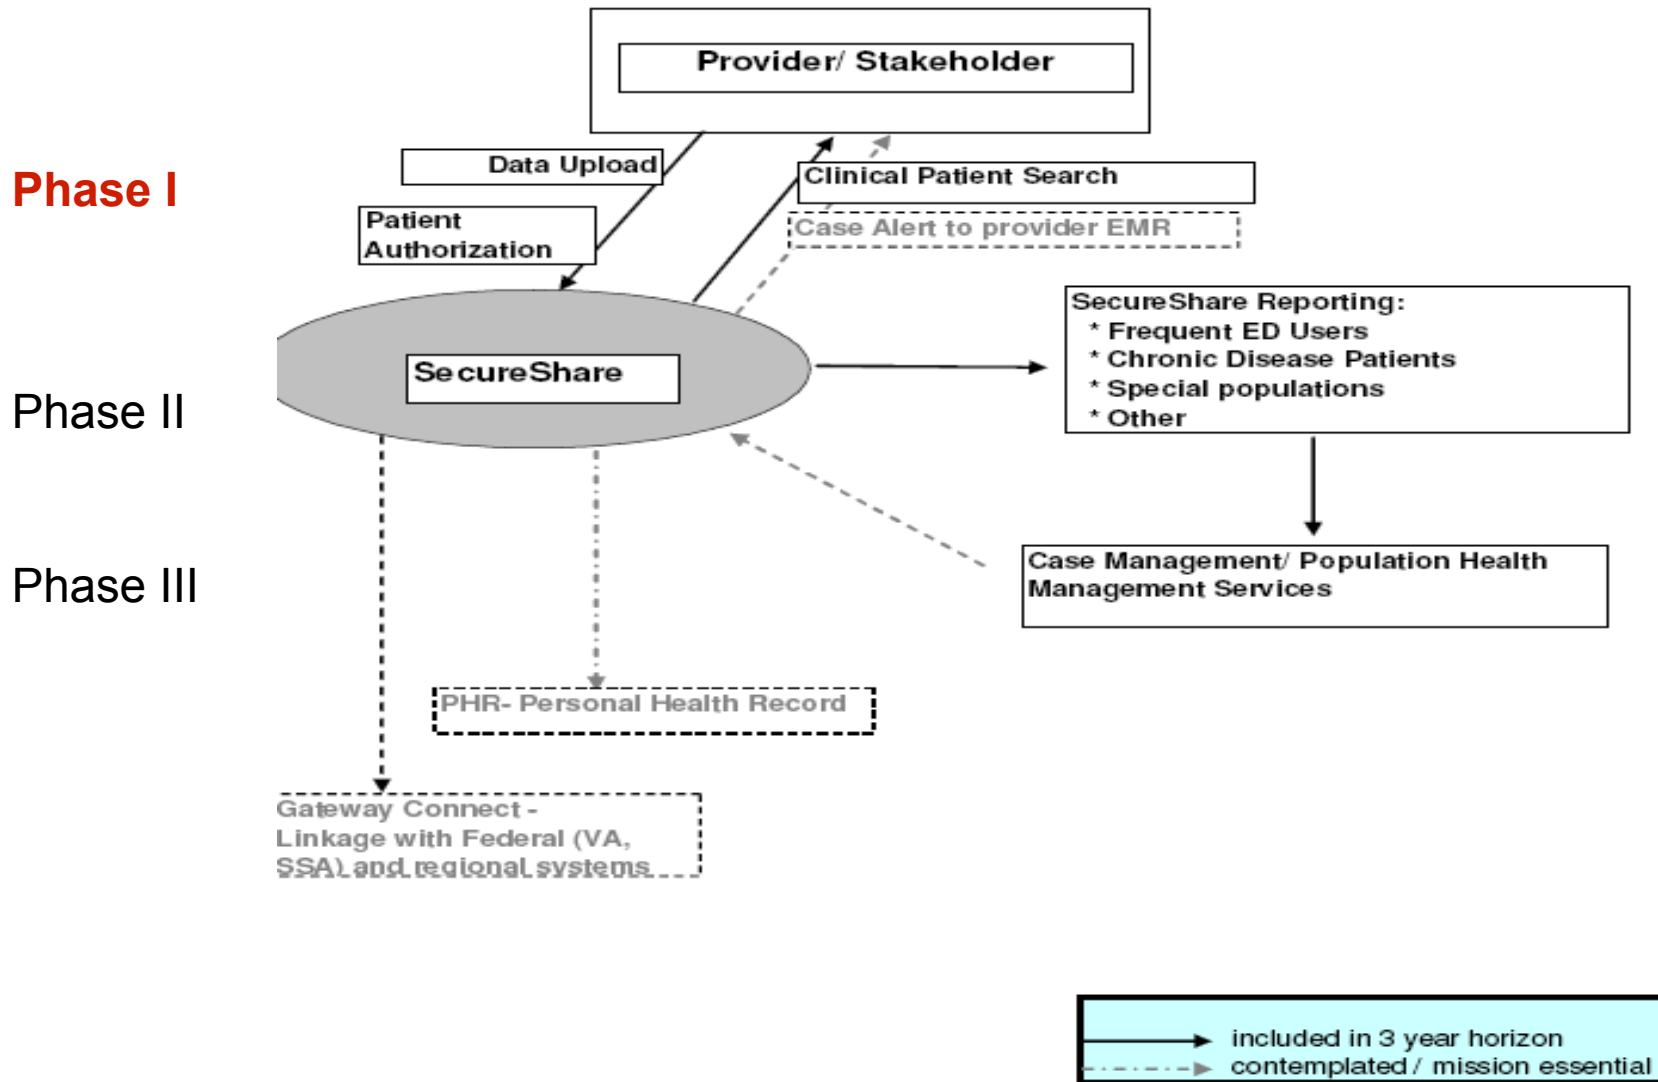 Provider/ Stakeholder
Data Upload
Clinical Patient Search
Phase I
Patient
Authorization
Case Alert to provider EMR
SecureShare Reporting:
* Frequent ED Users
* Chronic Disease Patients
* Special populations
* Other
SecureShare
Phase II
Case Management/ Population Health
Management Services
Phase III
PHR- Personal Health Record
Gateway Connect -
Linkage with Federal (VA,
SSA) and regional systems
included in 3 year horizon
contemplated / mission essential